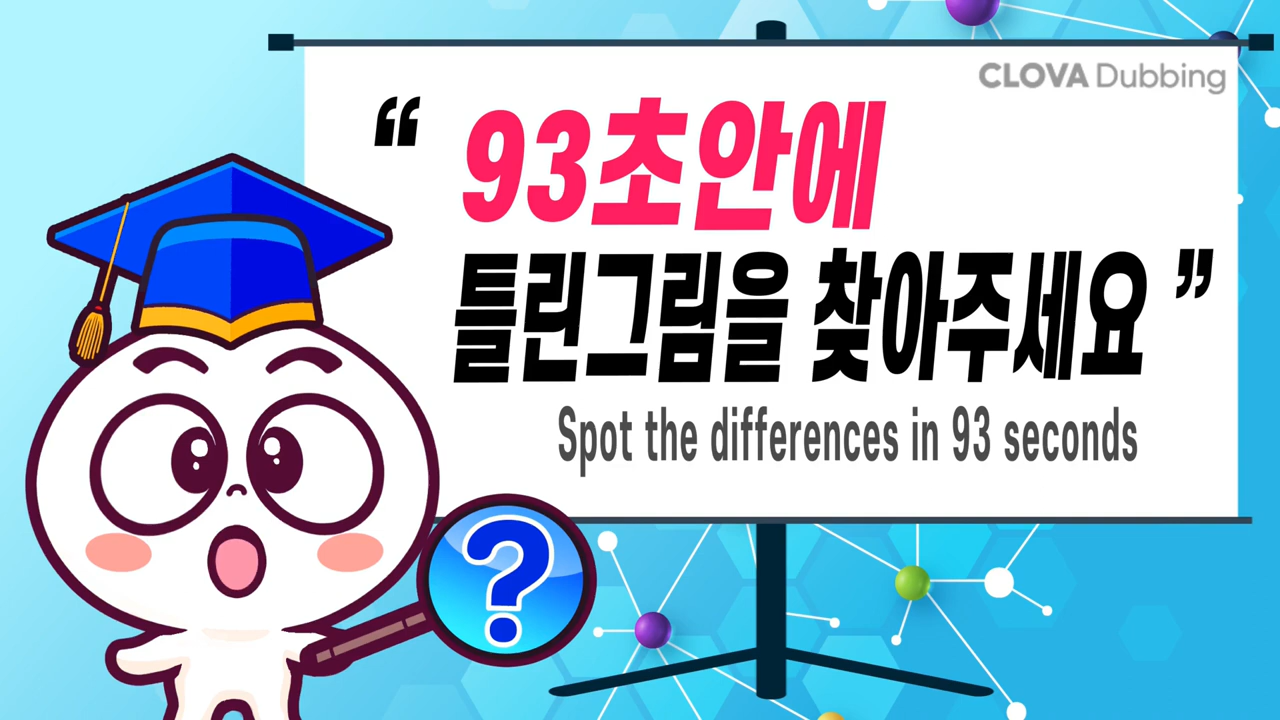 CLOVA Dubbing
“ 93초안에
틀린그림을 찾아주세요 ”
Spot the differences in 93 seconds
?